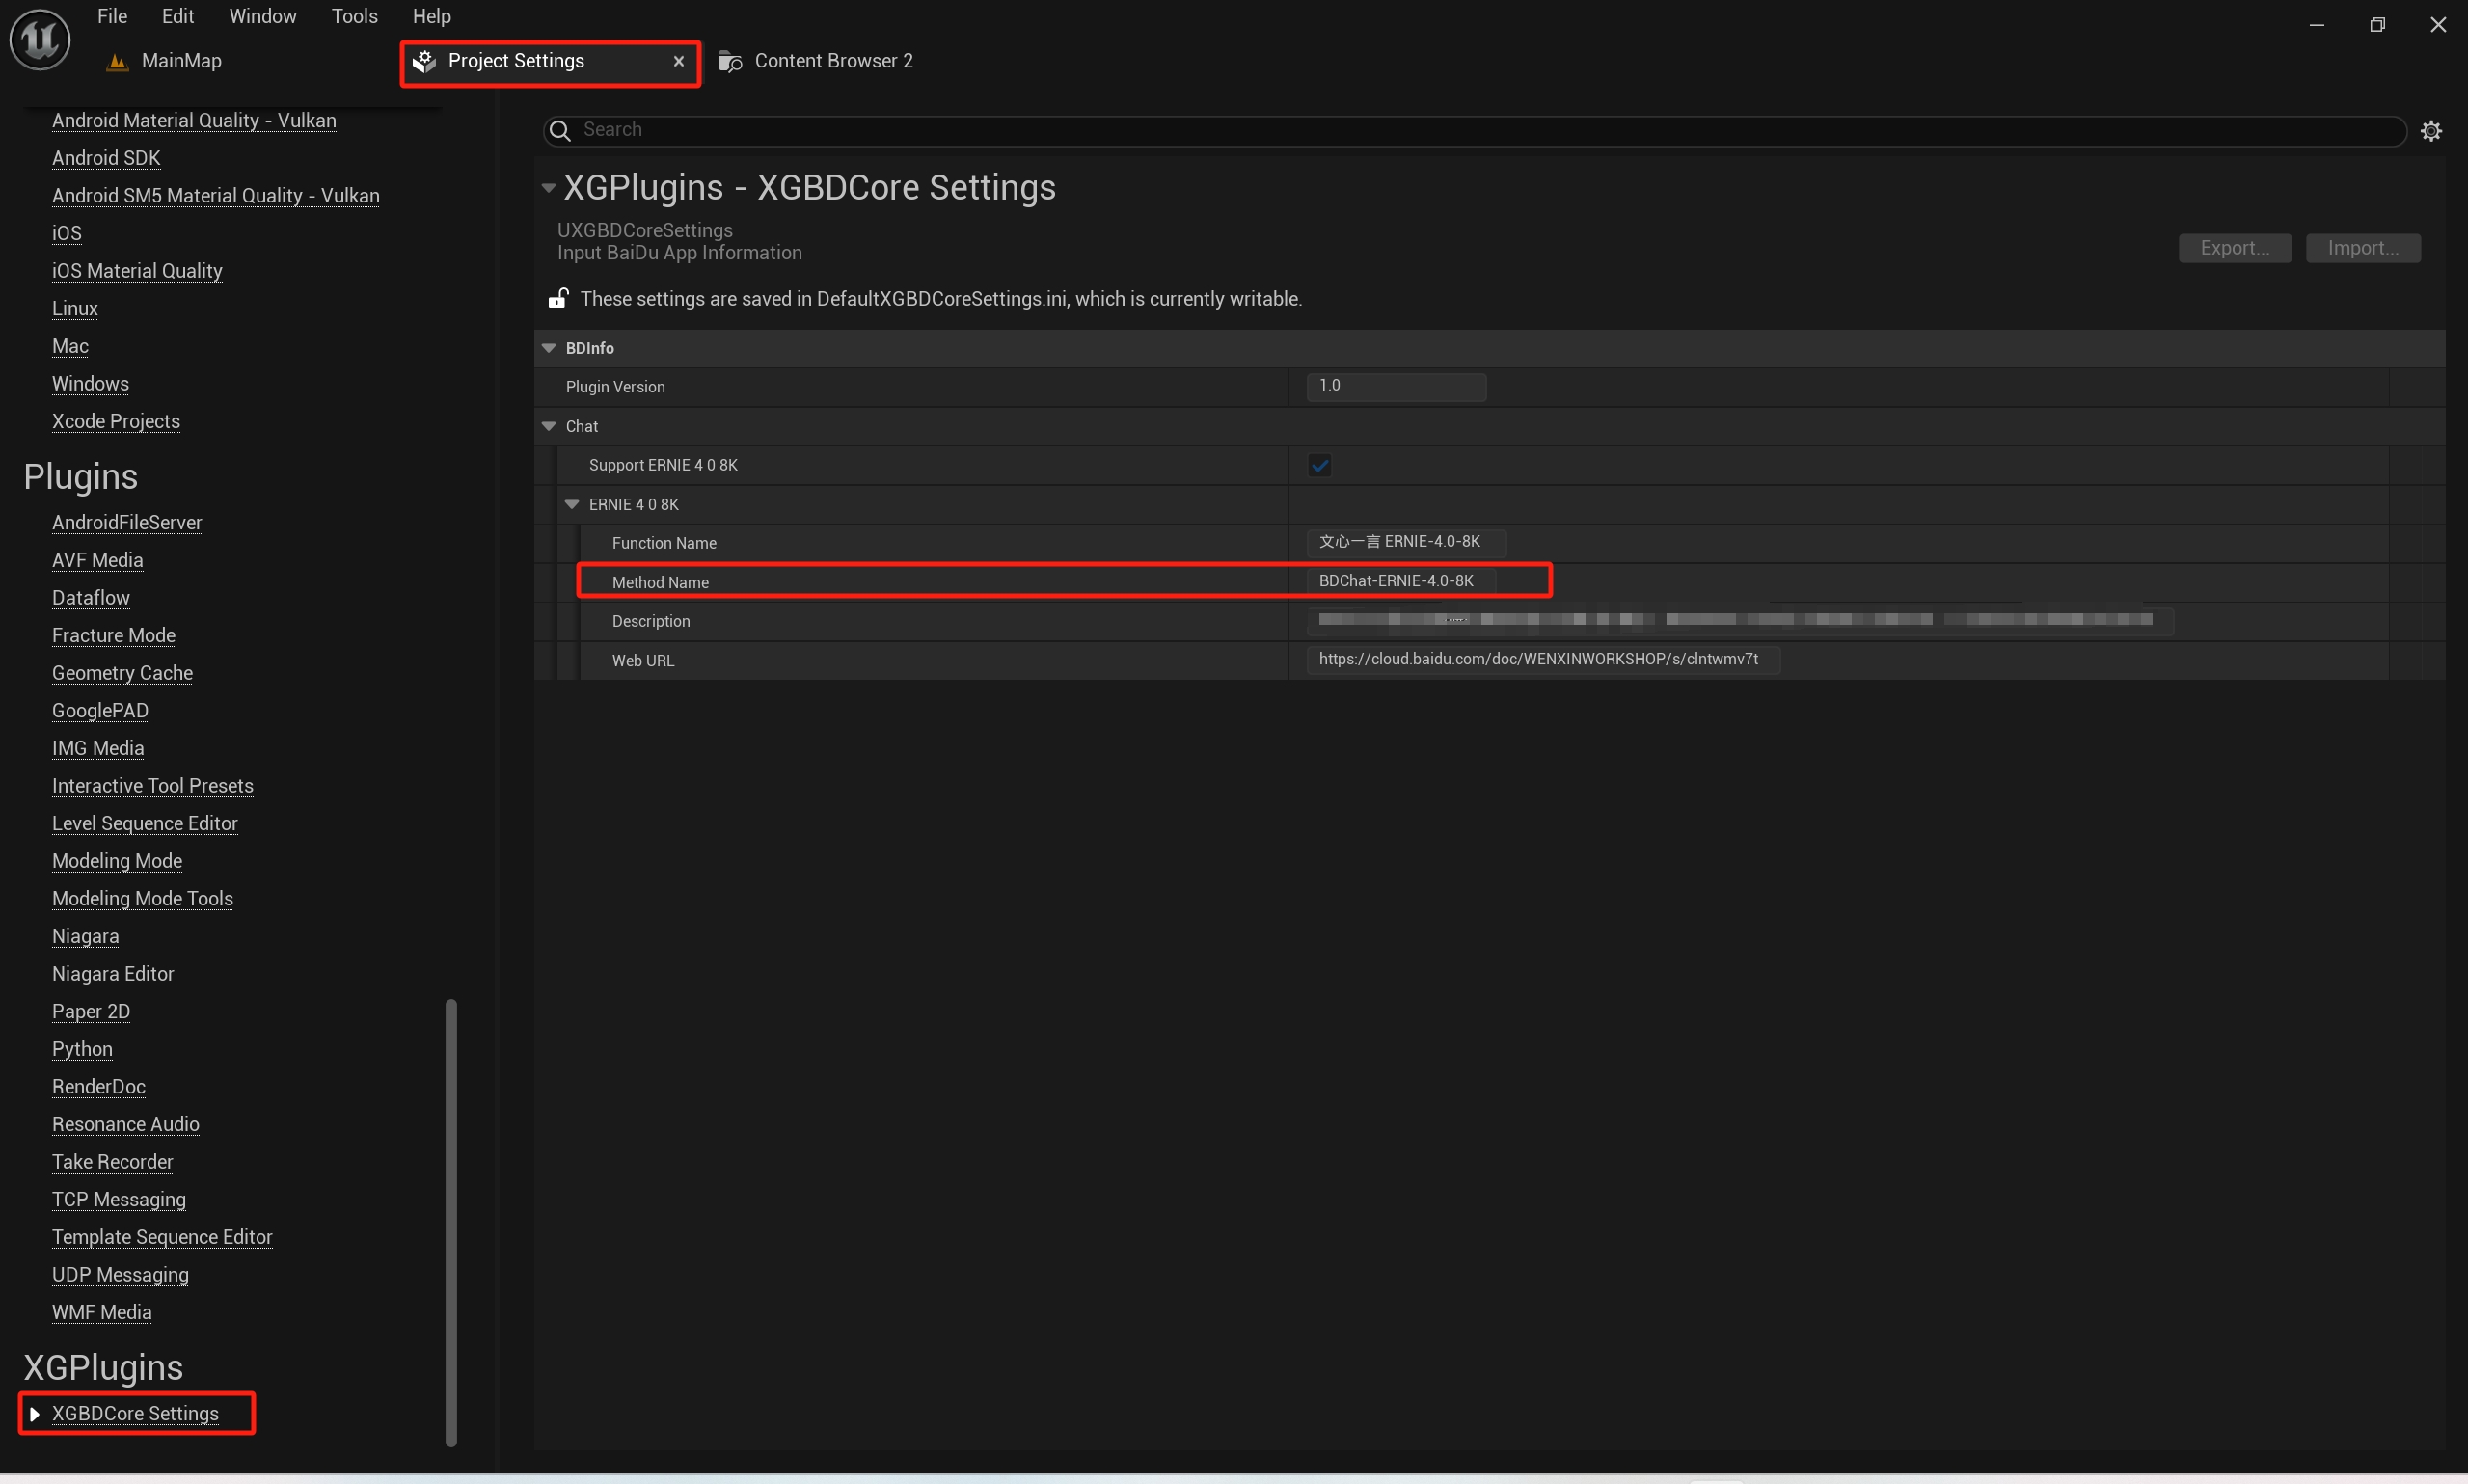 File Edit Window Tools Help
MainMap
Project Settings
Content Browser 2
Android Material Quality - Vulkan
Android SDK
Android SM5 Material Quality - Vulkan
iOS
iOS Material Quality
Linux
Mac
Windows
Xcode Projects
Plugins
AndroidFileServer
AVF Media
Dataflow
Fracture Mode
Geometry Cache
GooglePAD
IMG Media
Interactive Tool Presets
Level Sequence Editor
Modeling Mode
Modeling Mode Tools
Niagara
Niagara Editor
Paper 2D
Python
RenderDoc
Resonance Audio
Take Recorder
TCP Messaging
Template Sequence Editor
UDP Messaging
WMF Media
XGPlugins
XGBDCore Settings
Search
XGPlugins - XGBDCore Settings
UXGBDCoreSettings
Input BaiDu App Information
Export... Import...
These settings are saved in DefaultXGBDCoreSettings.ini, which is currently writable.
BDInfo
Plugin Version 1.0
Chat
Support ERNIE 4 0 8K
ERNIE 4 0 8K
Function Name 文心一言 ERNIE-4.0-8K
Method Name BDChat-ERNIE-4.0-8K
Description
Web URL https://cloud.baidu.com/doc/WENXINWORKSHOP/s/clntwmv7t